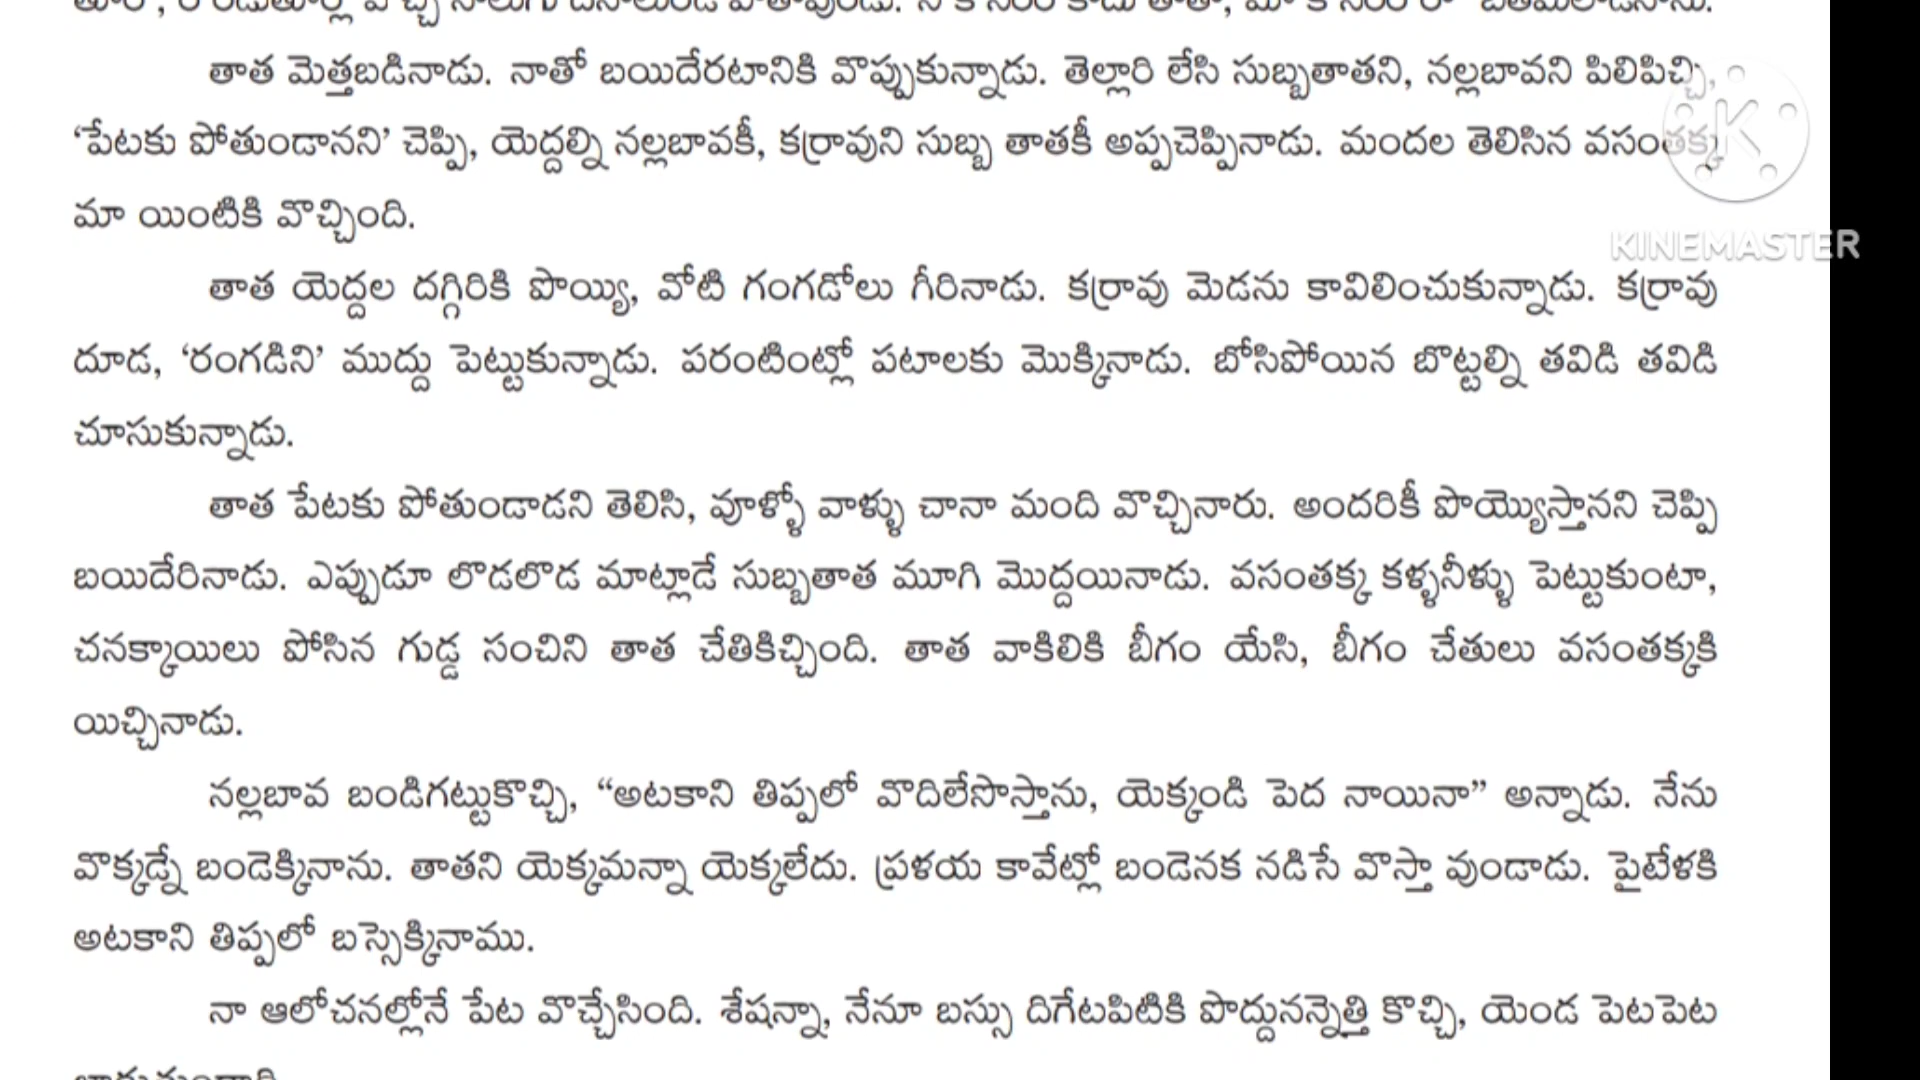 తాత మెత్తబడినాడు. నాతో బయిదేరటానికి వొప్పుకున్నాడు. తెల్లారి లేసి సుబ్బతాతని, నల్లబావని పిలిపిచ్చి,
‘పేటకు పోతుండానని’ చెప్పి, యెద్దల్ని నల్లబావకీ, కర్రావుని సుబ్బ తాతకీ అప్పచెప్పినాడు. మందల తెలిసిన వసంతక్క
మా యింటికి వొచ్చింది.
KINEMASTER
తాత యెద్దల దగ్గిరికి పొయ్యి, వోటి గంగడోలు గీరినాడు. కర్రావు మెడను కావిలించుకున్నాడు. కర్రావు
దూడ, ‘రంగడిని’ ముద్దు పెట్టుకున్నాడు. పరంటింట్లో పటాలకు మొక్కినాడు. బోసిపోయిన బొట్టల్ని తవిడి తవిడి
చూసుకున్నాడు.
తాత పేటకు పోతుండాడని తెలిసి, వూళ్ళో వాళ్ళు చానా మంది వొచ్చినారు. అందరికీ పొయ్యొస్తానని చెప్పి
బయిదేరినాడు. ఎప్పుడూ లొడలొడ మాట్లాడే సుబ్బతాత మూగి మొద్దయినాడు. వసంతక్క కళ్ళనీళ్ళు పెట్టుకుంటా,
చనక్కాయిలు పోసిన గుడ్డ సంచిని తాత చేతికిచ్చింది. తాత వాకిలికి బీగం యేసి, బీగం చేతులు వసంతక్కకి
యిచ్చినాడు.
నల్లబావ బండిగట్టుకొచ్చి, “అటకాని తిప్పలో వొదిలేసొస్తాను, యెక్కండి పెద నాయినా” అన్నాడు. నేను
వొక్కడ్నే బండెక్కినాను. తాతని యెక్కమన్నా యెక్కలేదు. ప్రళయ కావేట్లో బండెనక నడిసే వొస్తా వుండాడు. పైటేళకి
అటకాని తిప్పలో బస్సెక్కినాము.
నా ఆలోచనల్లోనే పేట వొచ్చేసింది. శేషన్నా, నేనూ బస్సు దిగేటపిటికి పొద్దునన్నెత్తి కొచ్చి, యెండ పెటపెట